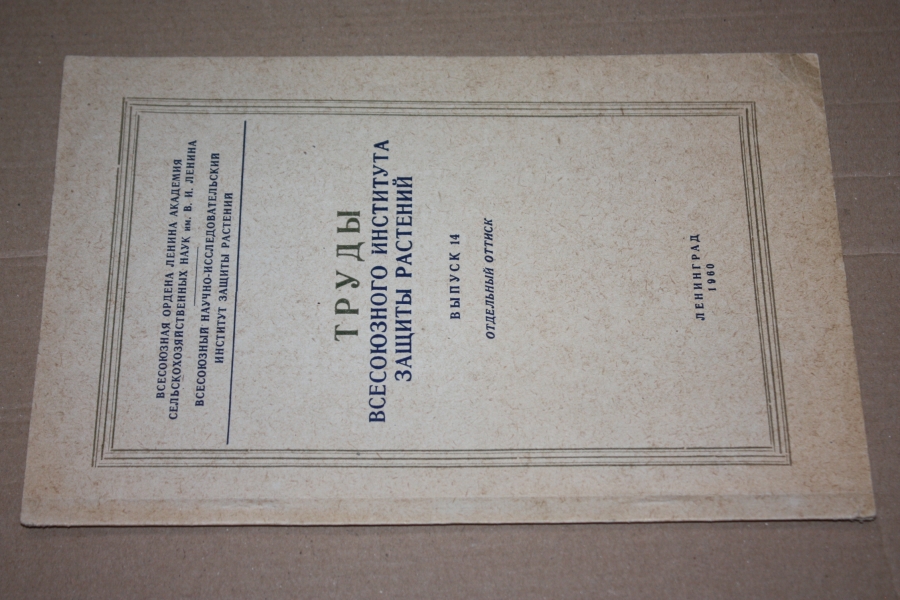 ВСЕСОЮЗНАЯ ОРДЕНА ЛЕНИНА АКАДЕМИЯ
СЕЛЬСКОХОЗЯЙСТВЕННЫХ НАУК им. В. И. ЛЕНИНА
ВСЕСОЮЗНЫЙ НАУЧНО-ИССЛЕДОВАТЕЛЬСКИЙ
ИНСТИТУТ ЗАЩИТЫ РАСТЕНИЙ
ТРУДЫ
ВСЕСОЮЗНОГО ИНСТИТУТА
ЗАЩИТЫ РАСТЕНИЙ
ВЫПУСК 14
ОТДЕЛЬНЫЙ ОТТИСК
ЛЕНИНГРАД
1960